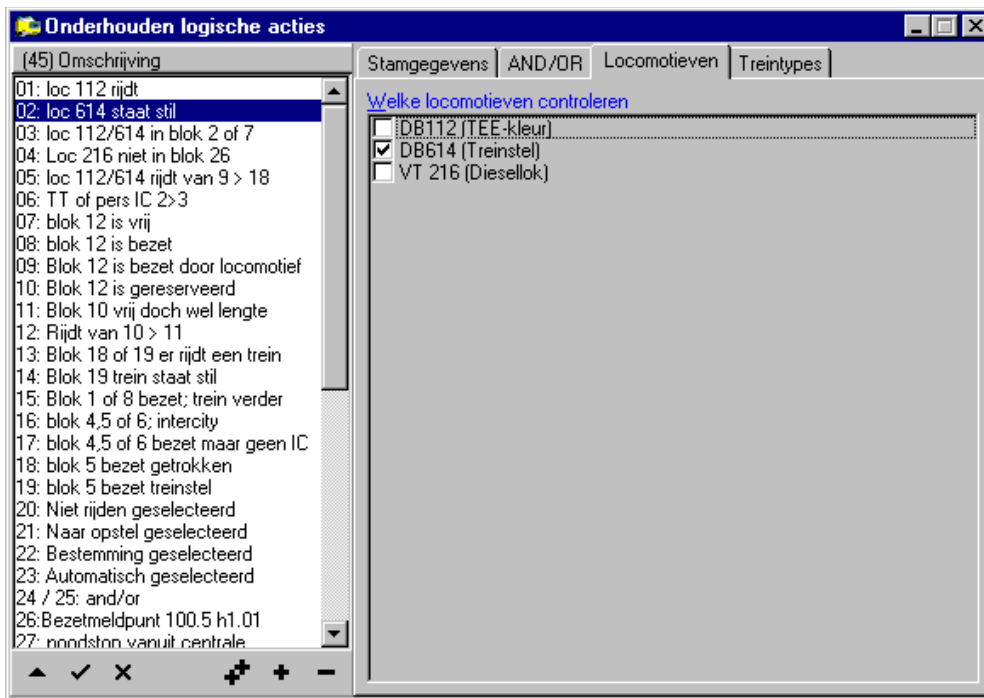 Onderhouden logische acties
(45) Omschrijving
01: loc 112 rijdt
02: loc 614 staat stil
03: loc 112/614 in blok 2 of 7
04: Loc 216 niet in blok 26
05: loc 112/614 rijdt van 9 > 18
06: TT of pers IC 2>3
07: blok 12 is vrij
08: blok 12 is bezet
09: Blok 12 is bezet door locomotief
10: Blok 12 is gereserveerd
11: Blok 10 vrij doch wel lengte
12: Rijdt van 10 > 11
13: Blok 18 of 19 er rijdt een trein
14: Blok 19 trein staat stil
15: Blok 1 of 8 bezet; trein verder
16: blok 4,5 of 6; intercity
17: blok 4,5 of 6 bezet maar geen IC
18: blok 5 bezet getrokken
19: blok 5 bezet treinstel
20: Niet rijden geselecteerd
21: Naar opstel geselecteerd
22: Bestemming geselecteerd
23: Automatisch geselecteerd
24 / 25: and/or
26:Bezetmeldpunt 100.5 h1.01
27: noodstop vanuit centrale
Stamgegevens AND/OR Locomotieven Treintypes
Welke locomotieven controleren
DB112 (TEE-kleur)
DB614 (Treinstel)
VT 216 (Diesellok)